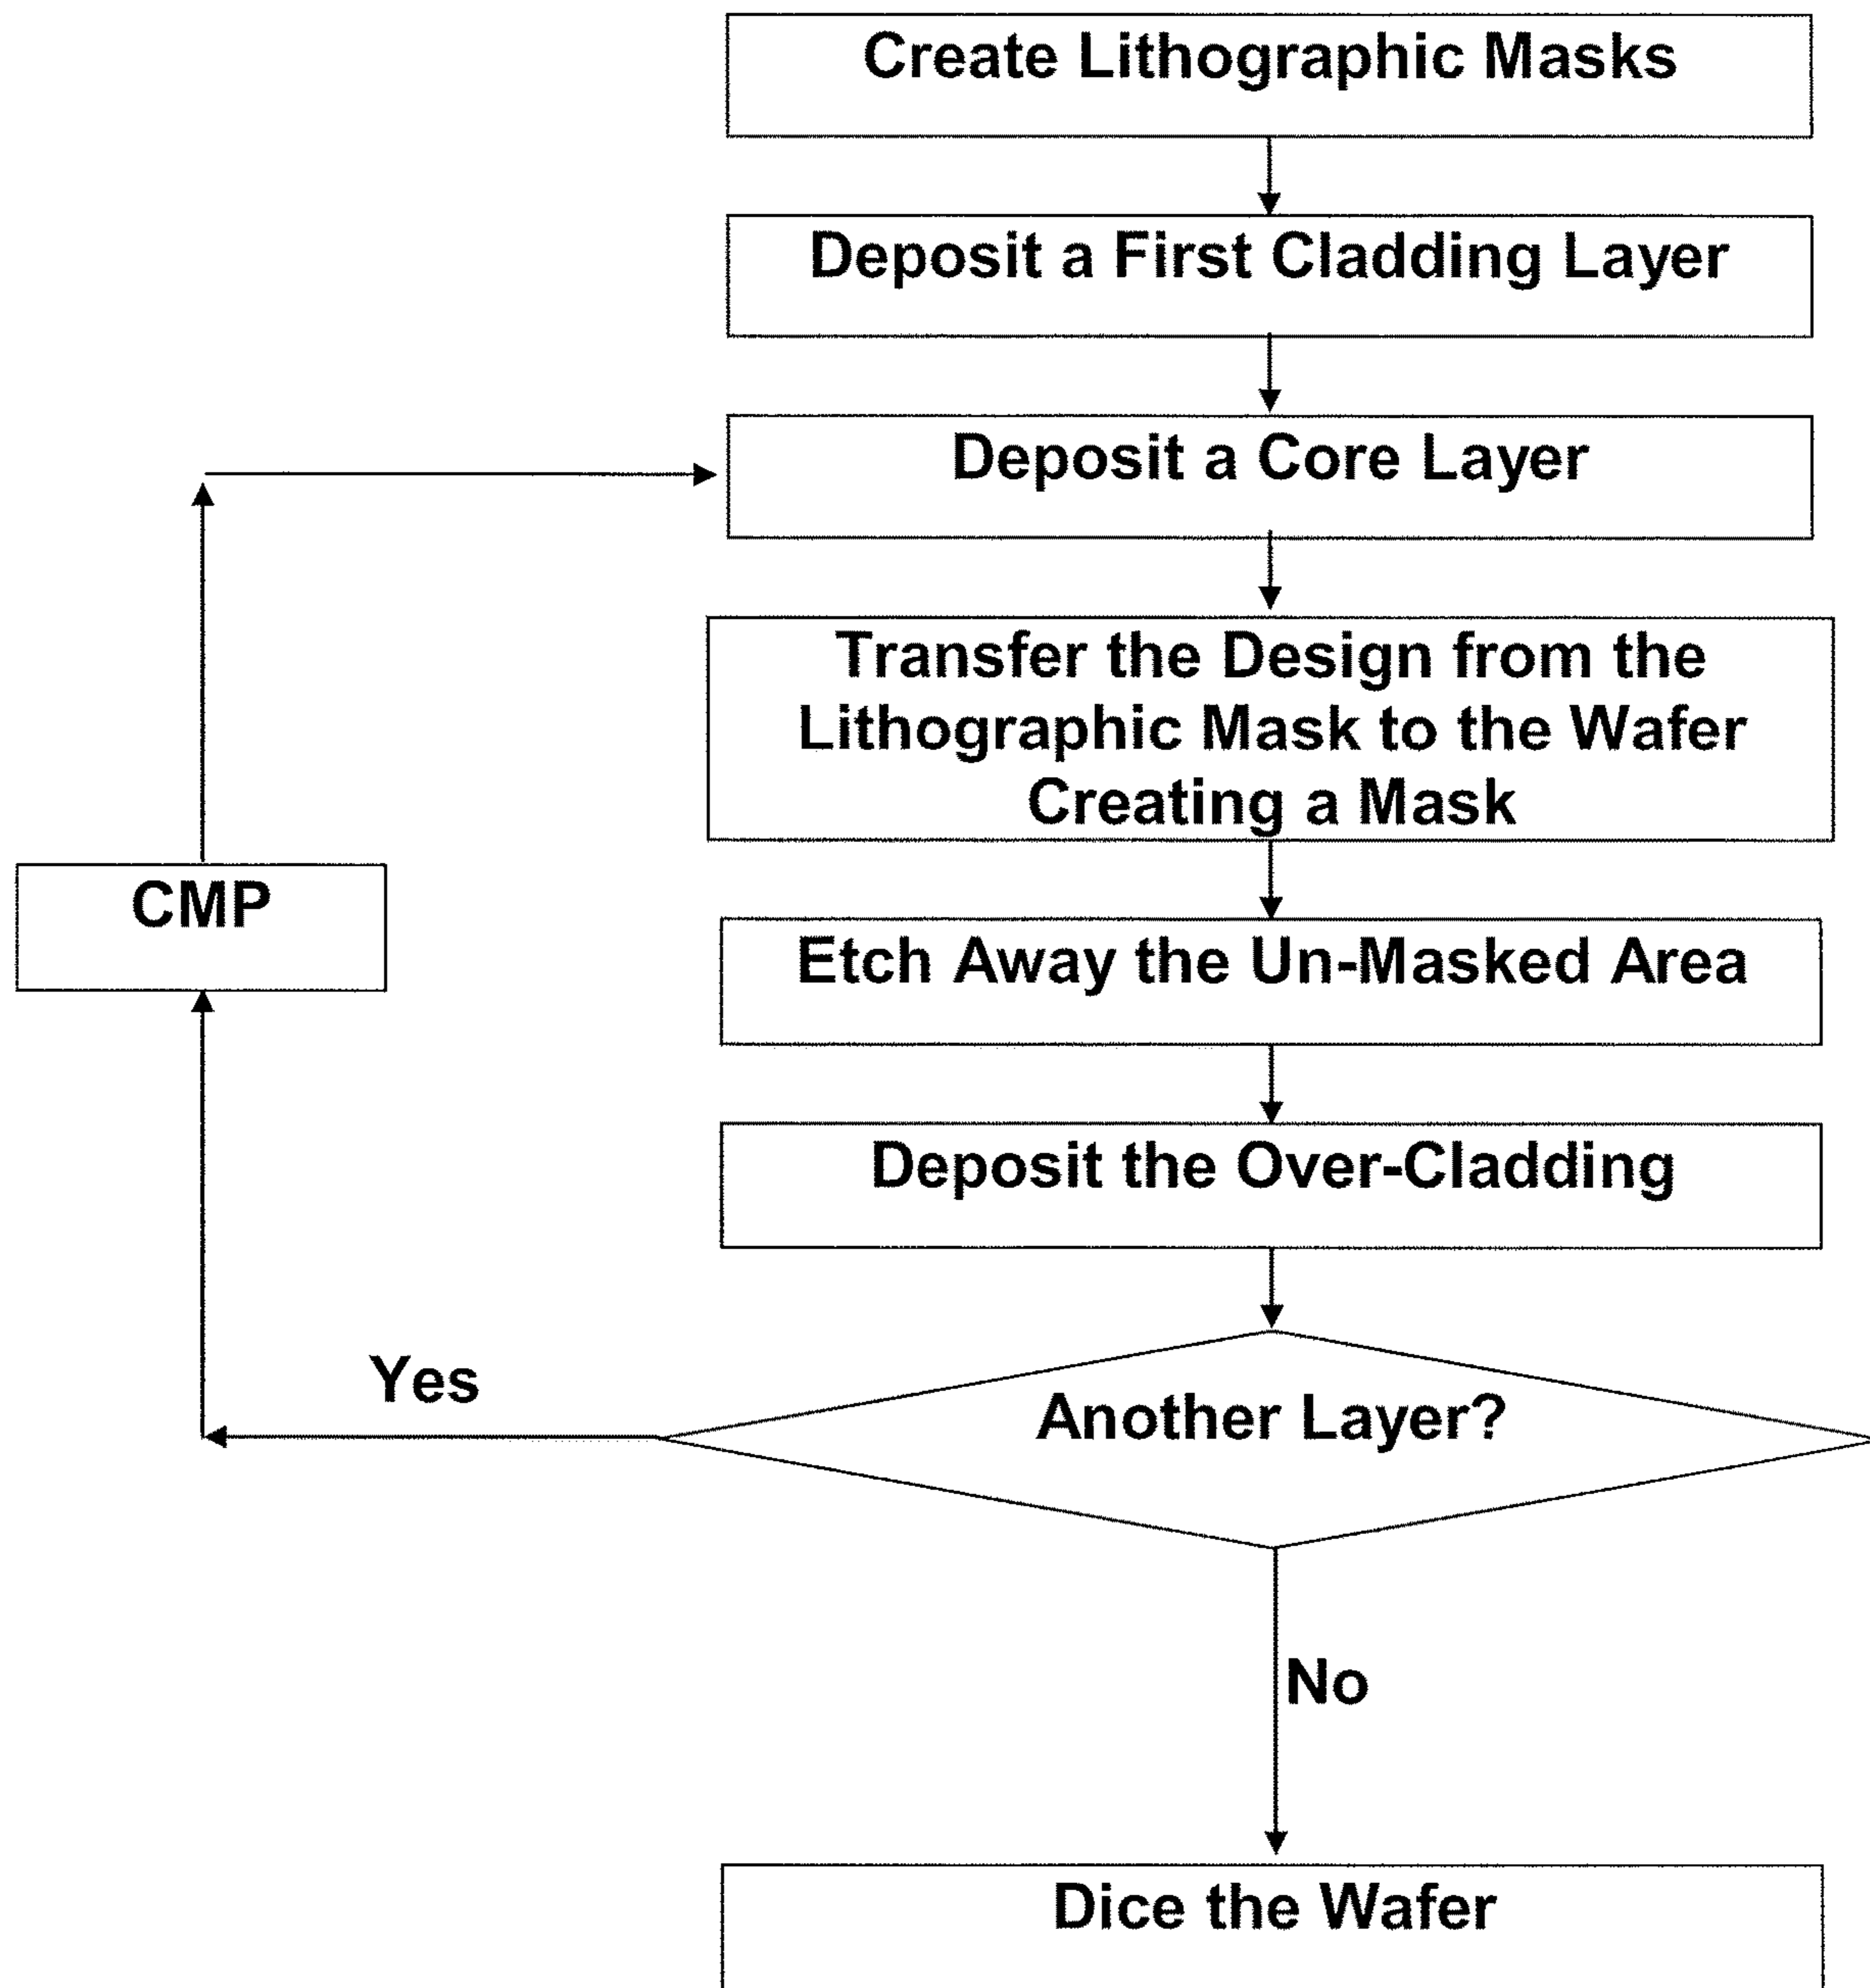 Create Lithographic Masks
Deposit a First Cladding Layer
Deposit a Core Layer
Transfer the Design from the
Lithographic Mask to the Wafer
Creating a Mask
CMP
Etch Away the Un-Masked Area
Deposit the Over-Cladding
Yes
Another Layer?
No
Dice the Wafer